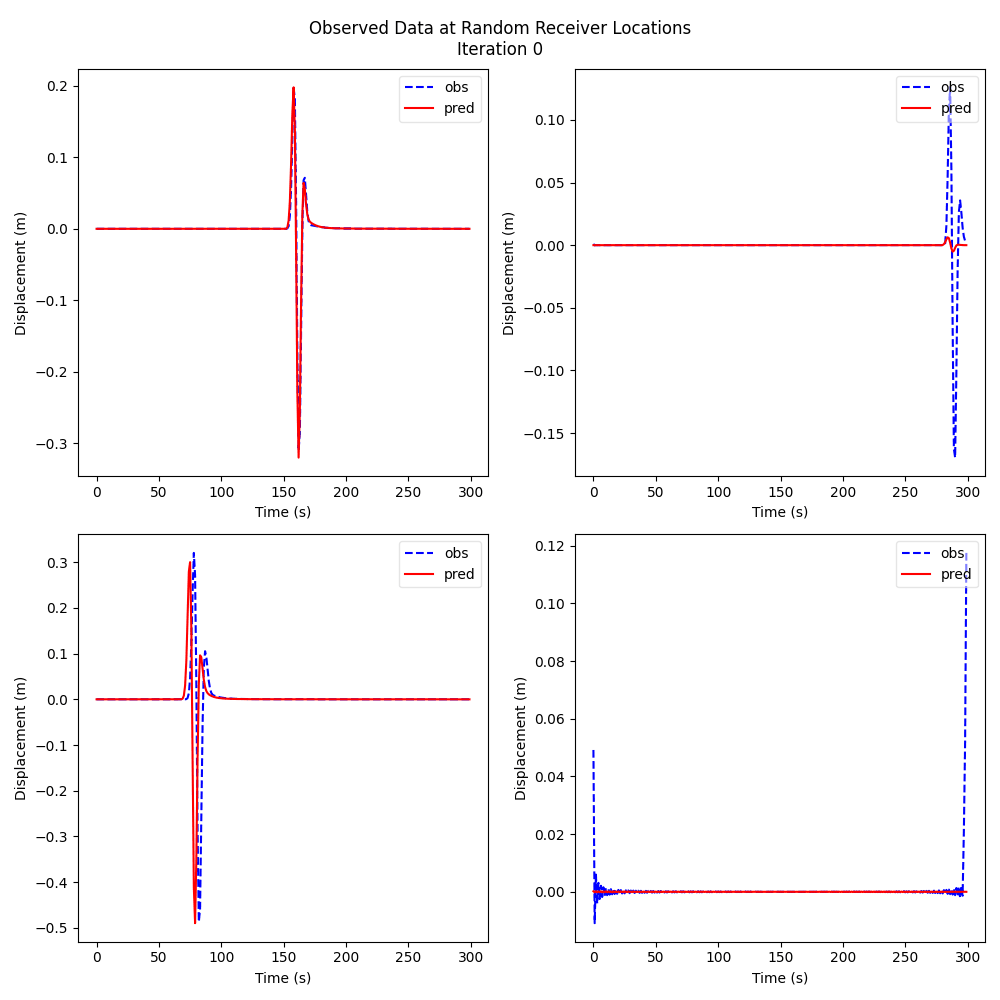 Observed Data at Random Receiver Locations
Iteration 0
obs
pred
0.2
0.1
0.0
−0.1
−0.2
−0.3
Displacement (m)
0 50 100 150 200 250 300
Time (s)
obs
pred
0.10
0.05
0.00
−0.05
−0.10
−0.15
Displacement (m)
0 50 100 150 200 250 300
Time (s)
obs
pred
0.3
0.2
0.1
0.0
−0.1
−0.2
−0.3
−0.4
−0.5
Displacement (m)
0 50 100 150 200 250 300
Time (s)
obs
pred
0.12
0.10
0.08
0.06
0.04
0.02
0.00
Displacement (m)
0 50 100 150 200 250 300
Time (s)